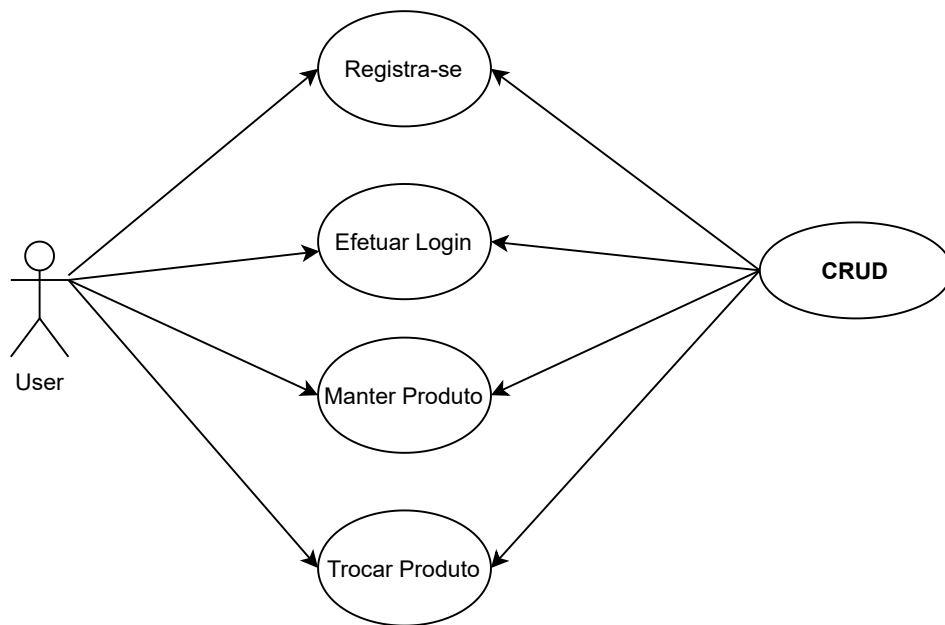 Registra-se
Efetuar Login
CRUD
User
Manter Produto
Trocar Produto